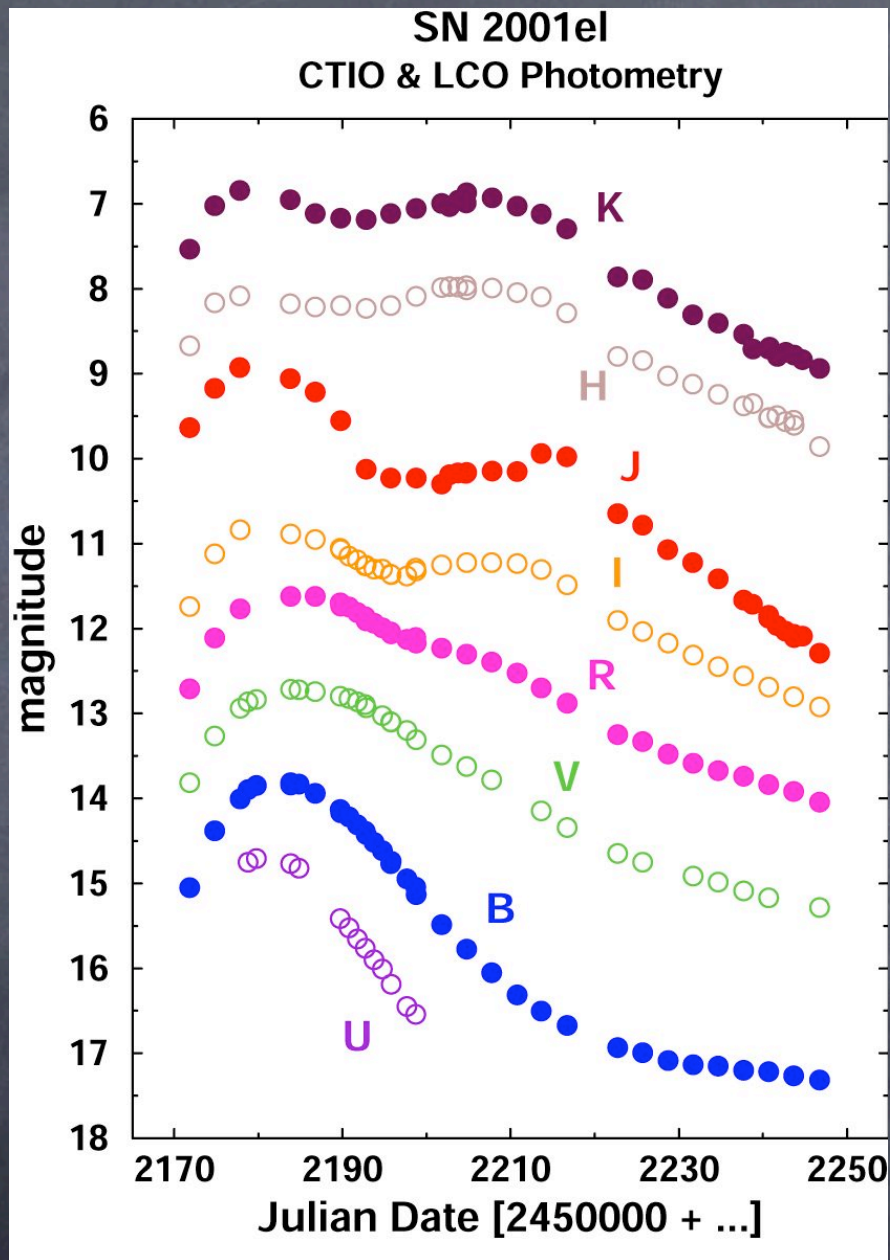 SN 2001el
CTIO & LCO Photometry
6
7
8
9
10
11
12
13
14
15
16
17
18
magnitude
K
H
J
I
R
V
B
U
2170 2190 2210 2230 2250
Julian Date [2450000 + ...]